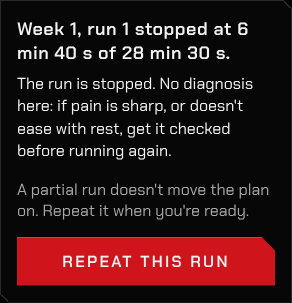 Week 1, run 1 stopped at 6
min 40 s of 28 min 30 s.
The run is stopped. No diagnosis
here: if pain is sharp, or doesn't
ease with rest, get it checked
before running again.
A partial run doesn't move the plan
on. Repeat it when you're ready.
REPEAT THIS RUN